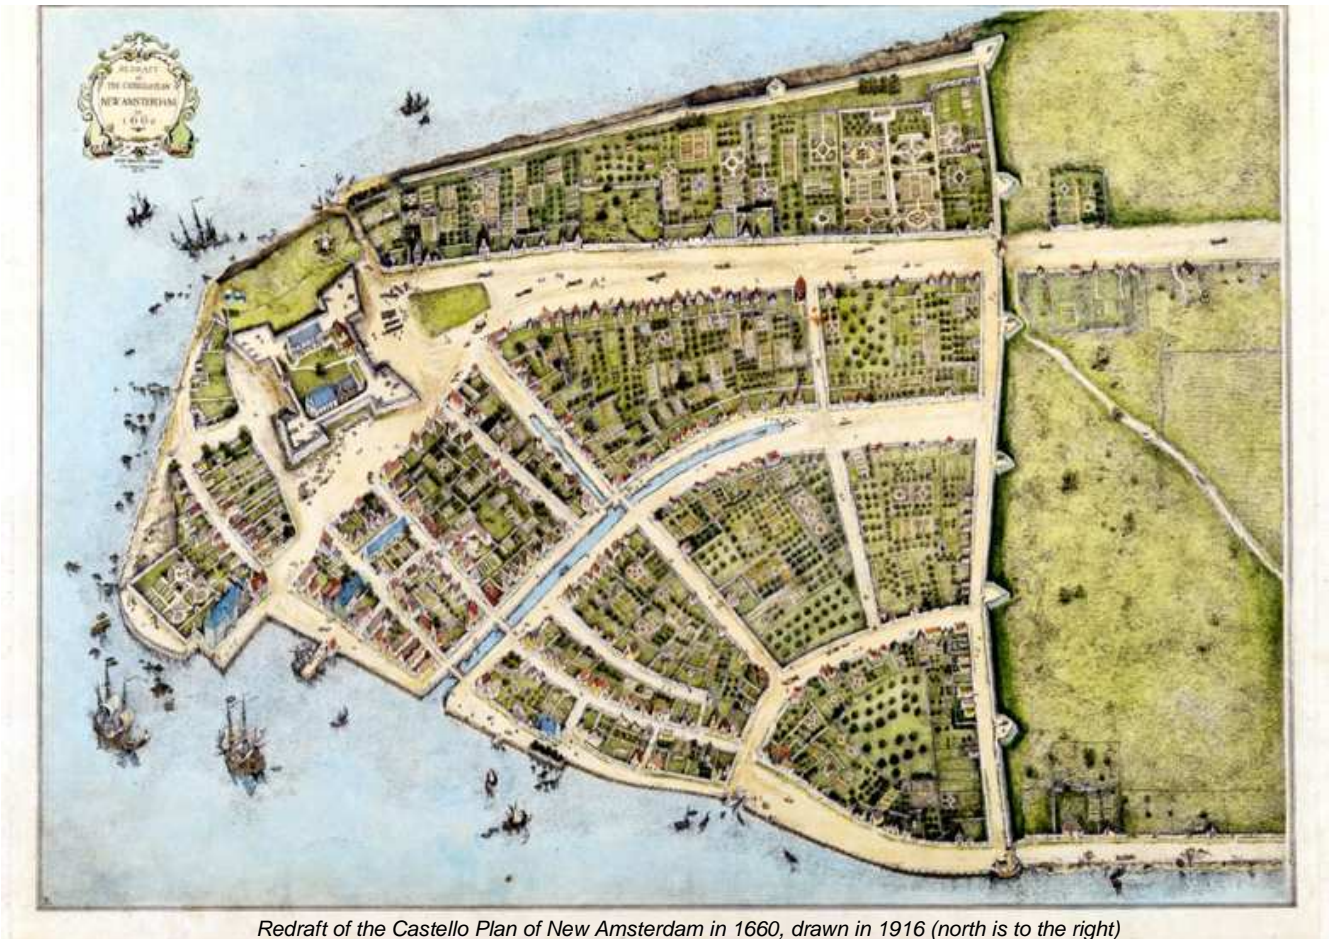 REDRAFT
OF
THE CASTELLO PLAN
NEW AMSTERDAM
IN
1660
Redraft of the Castello Plan of New Amsterdam in 1660, drawn in 1916 (north is to the right)